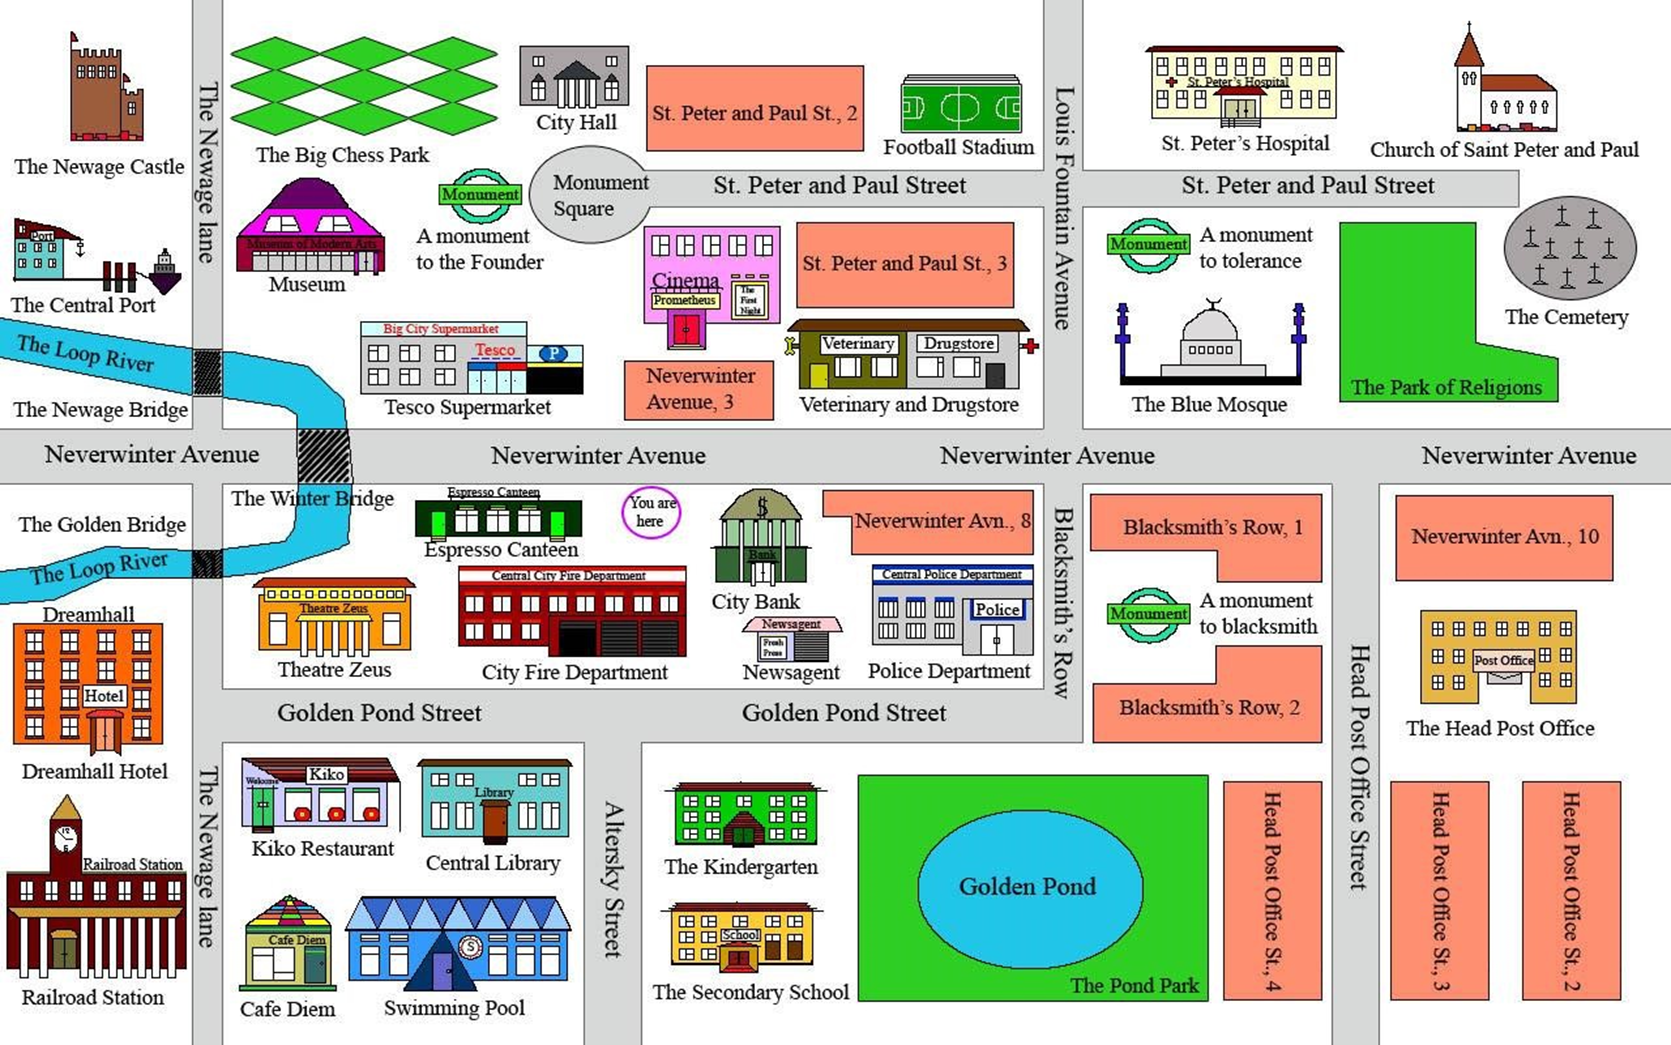 The Newage Castle
The Newage lane
The Big Chess Park
City Hall
St. Peter and Paul St., 2
Football Stadium
Louis Fountain Avenue
St. Peter's Hospital
St. Peter's Hospital
Church of Saint Peter and Paul
Port
The Central Port
Museum of Modern Arts
Museum
Monument
A monument
to the Founder
Monument
Square
St. Peter and Paul Street
St. Peter and Paul Street
Cinema
Prometheus
The
First
Night
St. Peter and Paul St., 3
Monument
A monument
to tolerance
The Cemetery
The Loop River
The Newage Bridge
Big City Supermarket
Tesco
P
Tesco Supermarket
Neverwinter
Avenue, 3
Veterinary
Drugstore
Veterinary and Drugstore
The Blue Mosque
The Park of Religions
Neverwinter Avenue
Neverwinter Avenue
Neverwinter Avenue
Neverwinter Avenue
The Winter Bridge
The Golden Bridge
The Loop River
Espresso Canteen
Espresso Canteen
You are
here
$
Bank
City Bank
Neverwinter Avn., 8
Blacksmith's Row
Blacksmith's Row, 1
Neverwinter Avn., 10
Dreamhall
Hotel
Dreamhall Hotel
Theatre Zeus
Theatre Zeus
Central City Fire Department
City Fire Department
Newsagent
Fresh
Press
Newsagent
Central Police Department
Police
Police Department
Monument
A monument
to blacksmith
Blacksmith's Row, 2
Head Post Office Street
Post Office
The Head Post Office
Golden Pond Street
Golden Pond Street
The Newage lane
Railroad Station
Railroad Station
Welcome
Kiko
Kiko Restaurant
Library
Central Library
Altersky Street
The Kindergarten
Cafe Diem
Cafe Diem
S
Swimming Pool
School
The Secondary School
Golden Pond
The Pond Park
Head Post Office St., 4
Head Post Office St., 3
Head Post Office St., 2